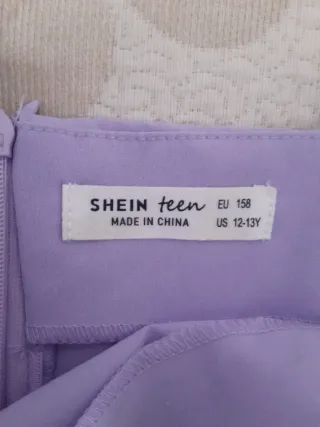 SHEIN teen EU 158
MADE IN CHINA US 12-13Y